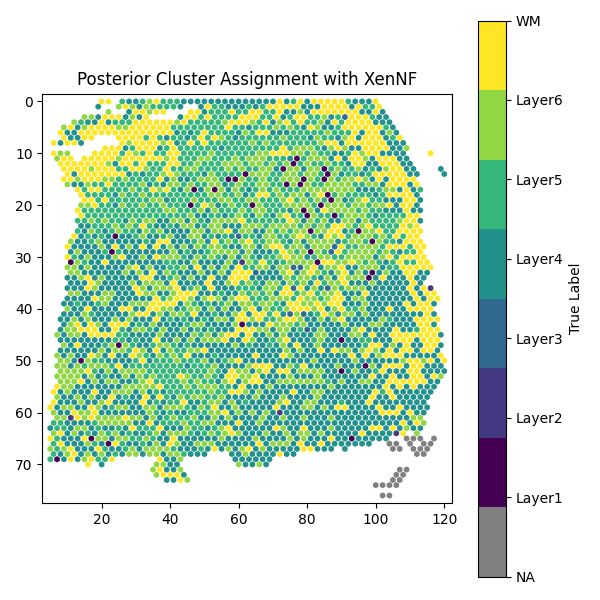 Posterior Cluster Assignment with XenNF
0
10
20
30
40
50
60
70
20
40
60
80
100
120
WM
Layer6
Layer5
Layer4
Layer3
Layer2
Layer1
NA
True Label